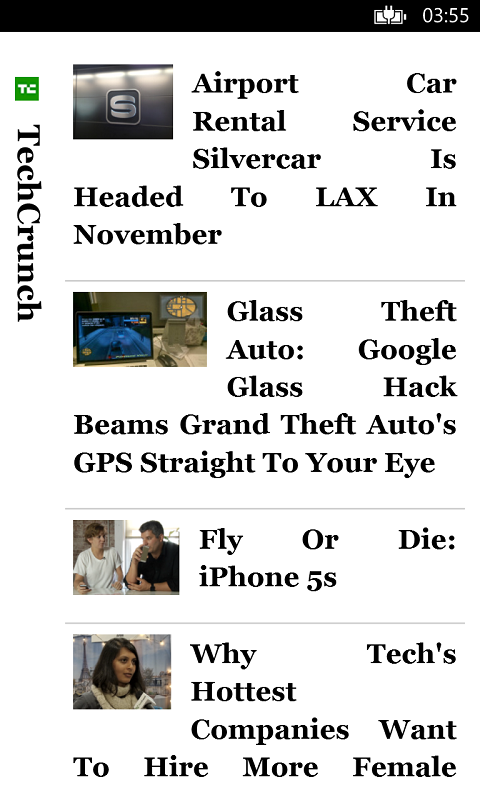 03:55
TC
TechCrunch
Airport Car
Rental Service
Silvercar Is
Headed To LAX In
November
Glass Theft
Auto: Google
Glass Hack
Beams Grand Theft Auto's
GPS Straight To Your Eye
Fly Or Die:
iPhone 5s
Why Tech's
Hottest
Companies Want
To Hire More Female